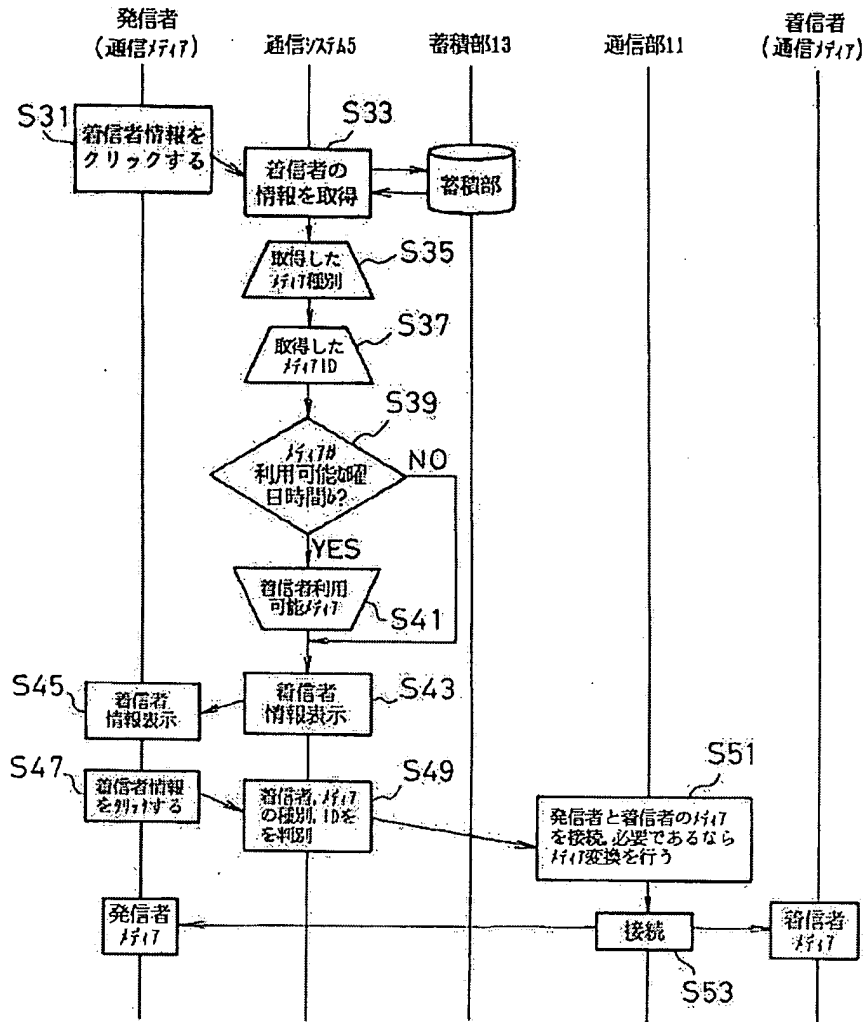 発信者
(通信メディア)
通信システム5
蓄積部13
通信部11
着信者
(通信メディア)
S31
着信者情報を
クリックする
S33
着信者の
情報を取得
蓄積部
S35
取得した
メディア種別
S37
取得した
メディアID
S39
メディアが
利用可能な曜
日時間か?
NO
YES
着信者利用
可能メディア
S41
S45
着信者
情報表示
着信者
情報表示
S43
S47
着信者情報
をクリックする
着信者,メディア
の種別,IDを
を判別
S49
S51
発信者と着信者のメディア
を接続.必要であるなら
メディア変換を行う
発信者
メディア
接続
着信者
メディア
S53